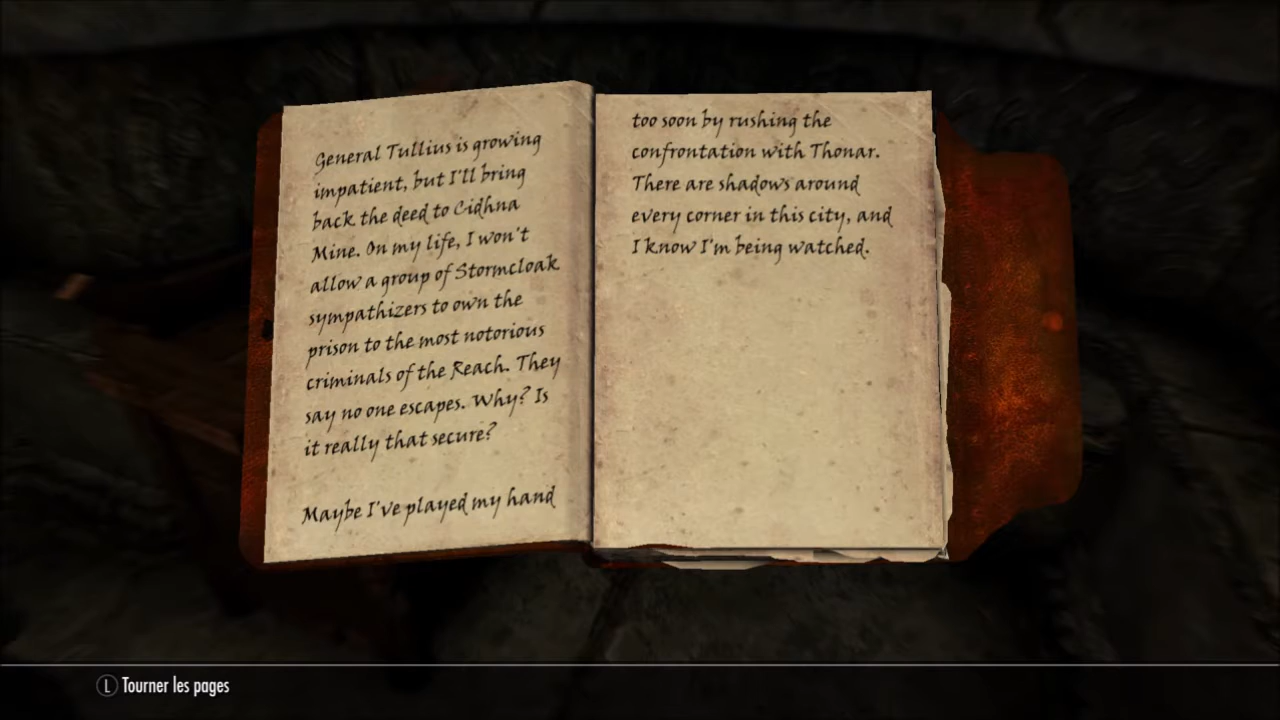 General Tullius is growing
impatient, but I'll bring
back the deed to Cidhna
Mine. On my life, I won't
allow a group of Stormcloak
sympathizers to own the
prison to the most notorious
criminals of the Reach. They
say no one escapes. Why? Is
it really that secure?
Maybe I've played my hand
too soon by rushing the
confrontation with Thonar.
There are shadows around
every corner in this city, and
I know I'm being watched.
L Tourner les pages